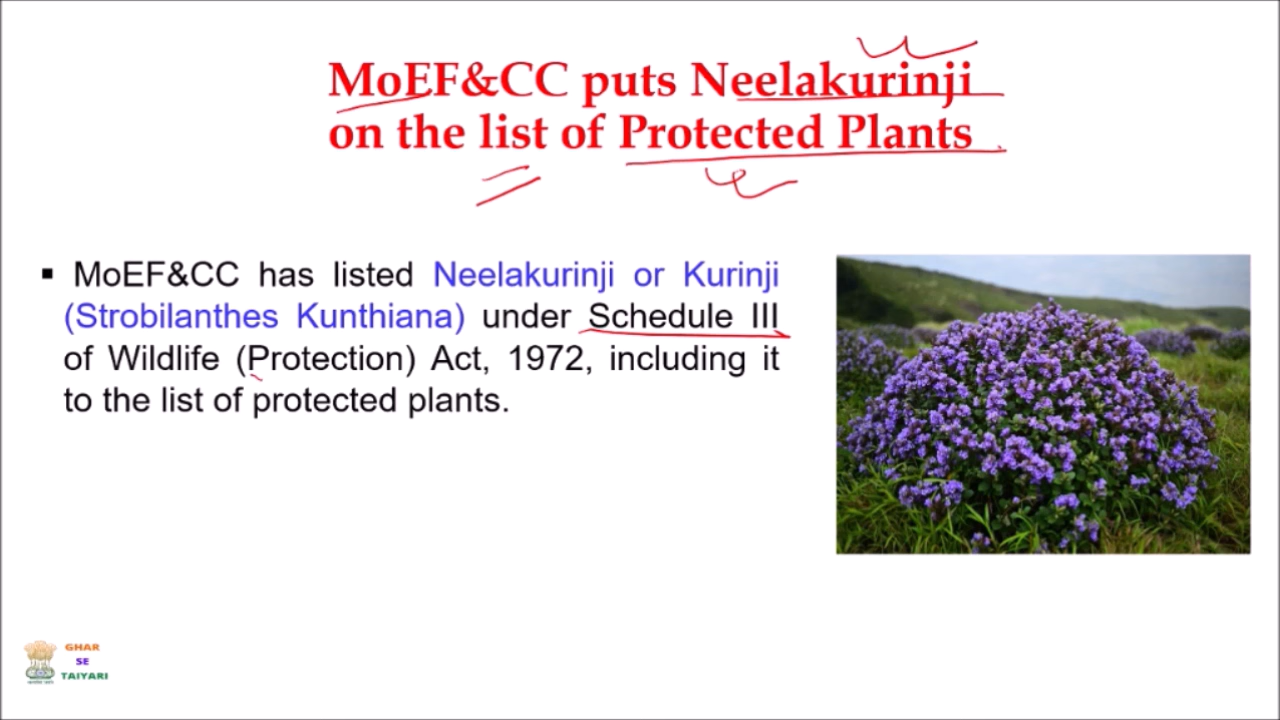 MoEF&CC puts Neelakurinji
on the list of Protected Plants
▪ MoEF&CC has listed Neelakurinji or Kurinji
(Strobilanthes Kunthiana) under Schedule III
of Wildlife (Protection) Act, 1972, including it
to the list of protected plants.
GHAR
SE
TAIYARI